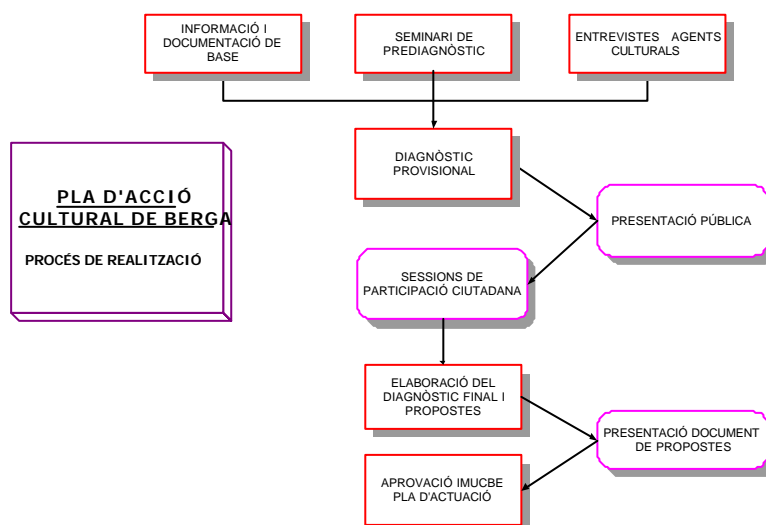 INFORMACIÓ I
DOCUMENTACIÓ DE
BASE
SEMINARI DE
PREDIAGNÒSTIC
ENTREVISTES AGENTS
CULTURALS
DIAGNÒSTIC
PROVISIONAL
PLA D'ACCIÓ
CULTURAL DE BERGA
PROCÉS DE REALITZACIÓ
PRESENTACIÓ PÚBLICA
SESSIONS DE
PARTICIPACIÓ CIUTADANA
ELABORACIÓ DEL
DIAGNÒSTIC FINAL I
PROPOSTES
PRESENTACIÓ DOCUMENT
DE PROPOSTES
APROVACIÓ IMUCBE
PLA D'ACTUACIÓ